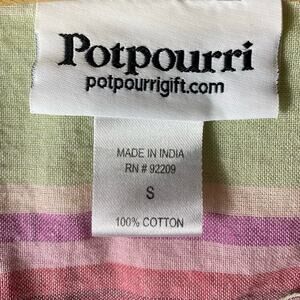 Potpourri
potpourrigift.com
MADE IN INDIA
RN # 92209
S
100% COTTON